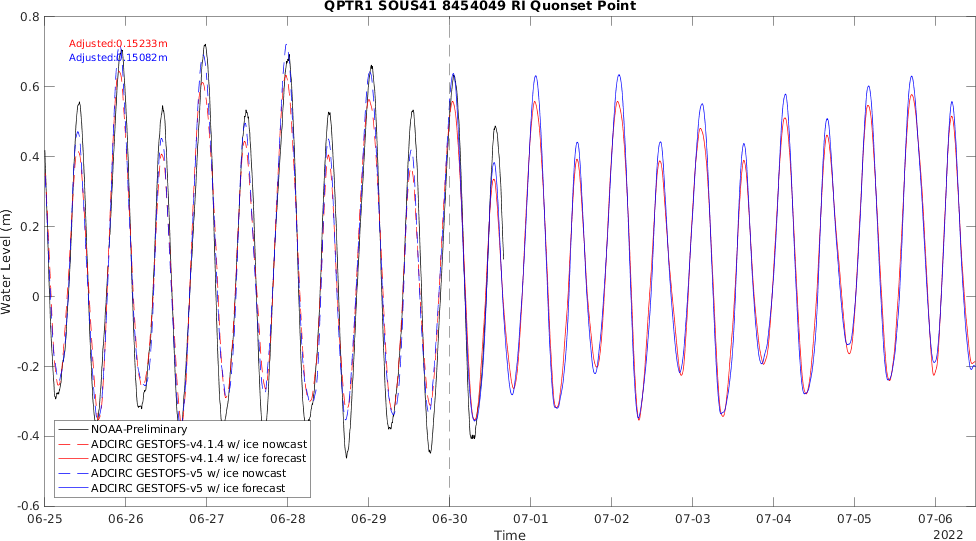 QPTR1 SOUS41 8454049 RI Quonset Point
0.8
Adjusted:0.15233m
Adjusted:0.15082m
0.6
0.4
0.2
Water Level (m)
0
-0.2
-0.4
NOAA-Preliminary
ADCIRC GESTOFS-v4.1.4 w/ ice nowcast
ADCIRC GESTOFS-v4.1.4 w/ ice forecast
ADCIRC GESTOFS-v5 w/ ice nowcast
ADCIRC GESTOFS-v5 w/ ice forecast
-0.6
06-25 06-26 06-27 06-28 06-29 06-30 07-01 07-02 07-03 07-04 07-05 07-06
Time
2022